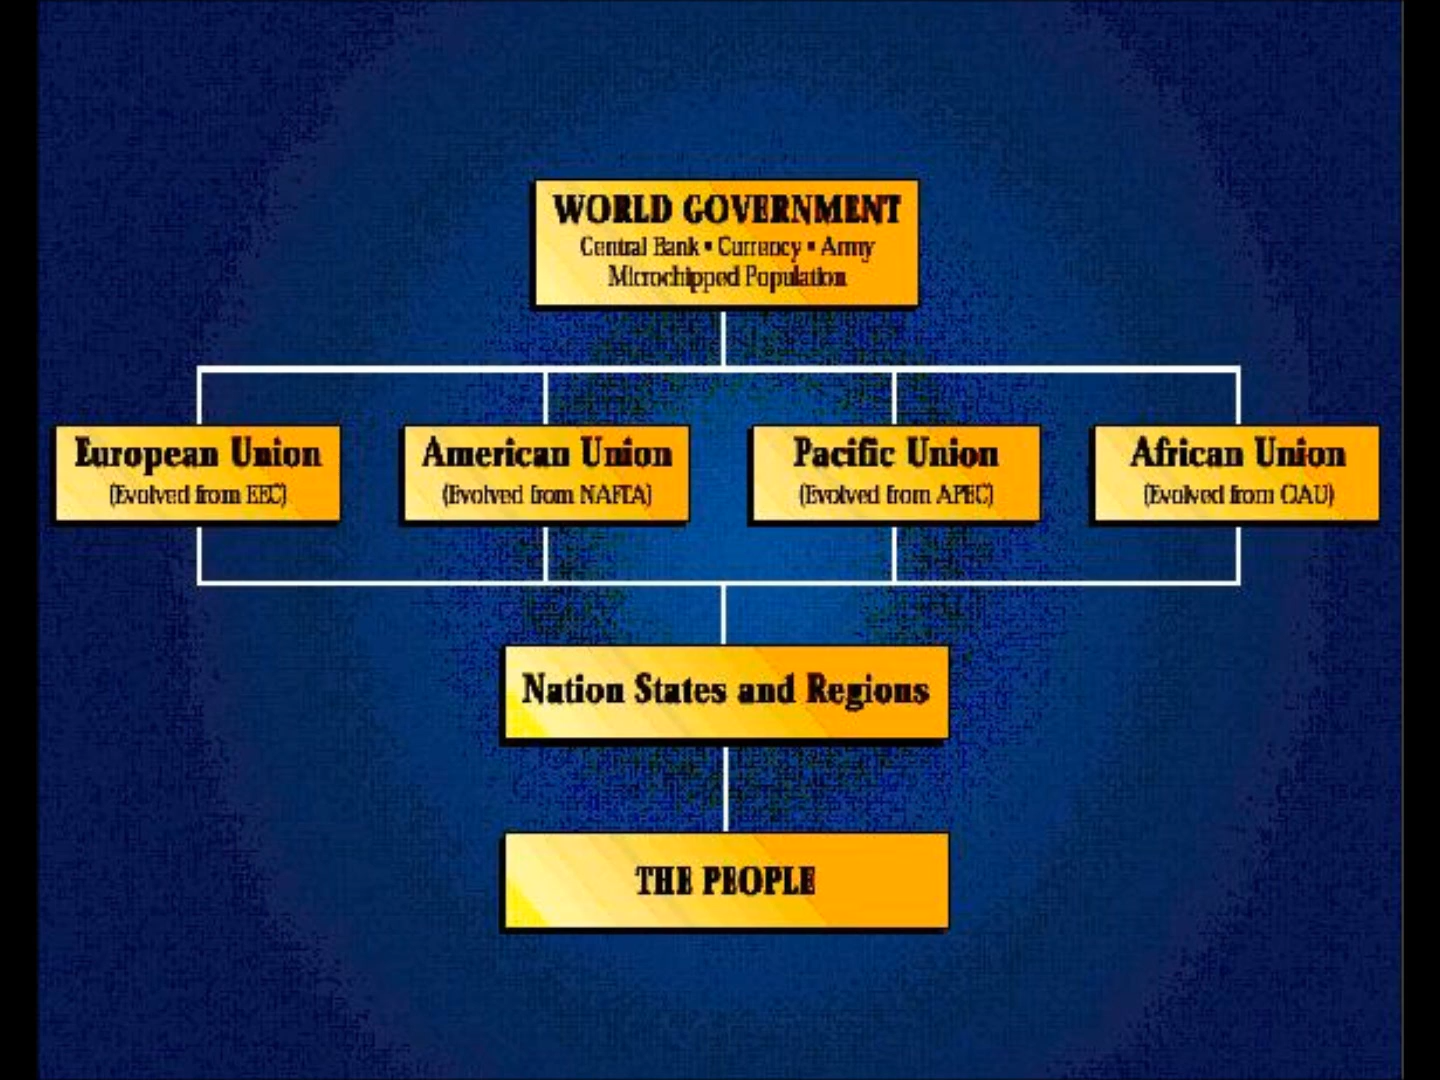 WORLD GOVERNMENT
Central Bank • Currency • Army
Microchipped Population
European Union
(Evolved from EEC)
American Union
(Evolved from NAFTA)
Pacific Union
(Evolved from APEC)
African Union
(Evolved from OAU)
Nation States and Regions
THE PEOPLE